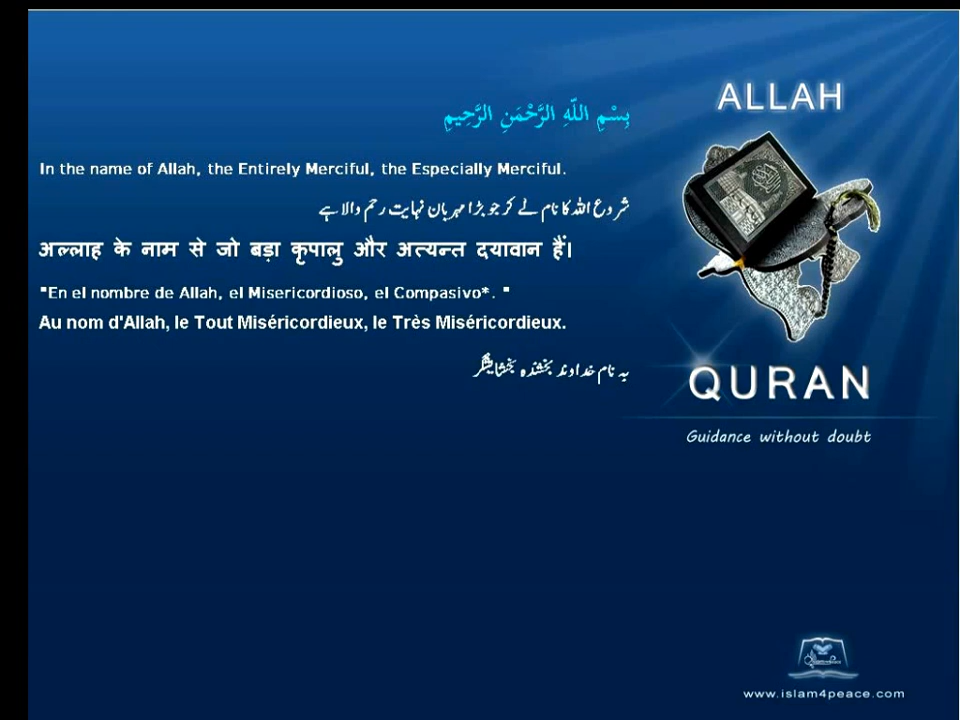 بِسْمِ اللّهِ الرَّحْمَنِ الرَّحِيمِ
In the name of Allah, the Entirely Merciful, the Especially Merciful.
شروع الله کا نام لے کر جو بڑا مہربان نہایت رحم والا ہے
अल्लाह के नाम से जो बड़ा कृपालु और अत्यन्त दयावान हैं।
"En el nombre de Allah, el Misericordioso, el Compasivo*. "
Au nom d'Allah, le Tout Miséricordieux, le Très Miséricordieux.
به نام خداوند بخشنده بخشایشگر
ALLAH
QURAN
Guidance without doubt
www.islam4peace.com